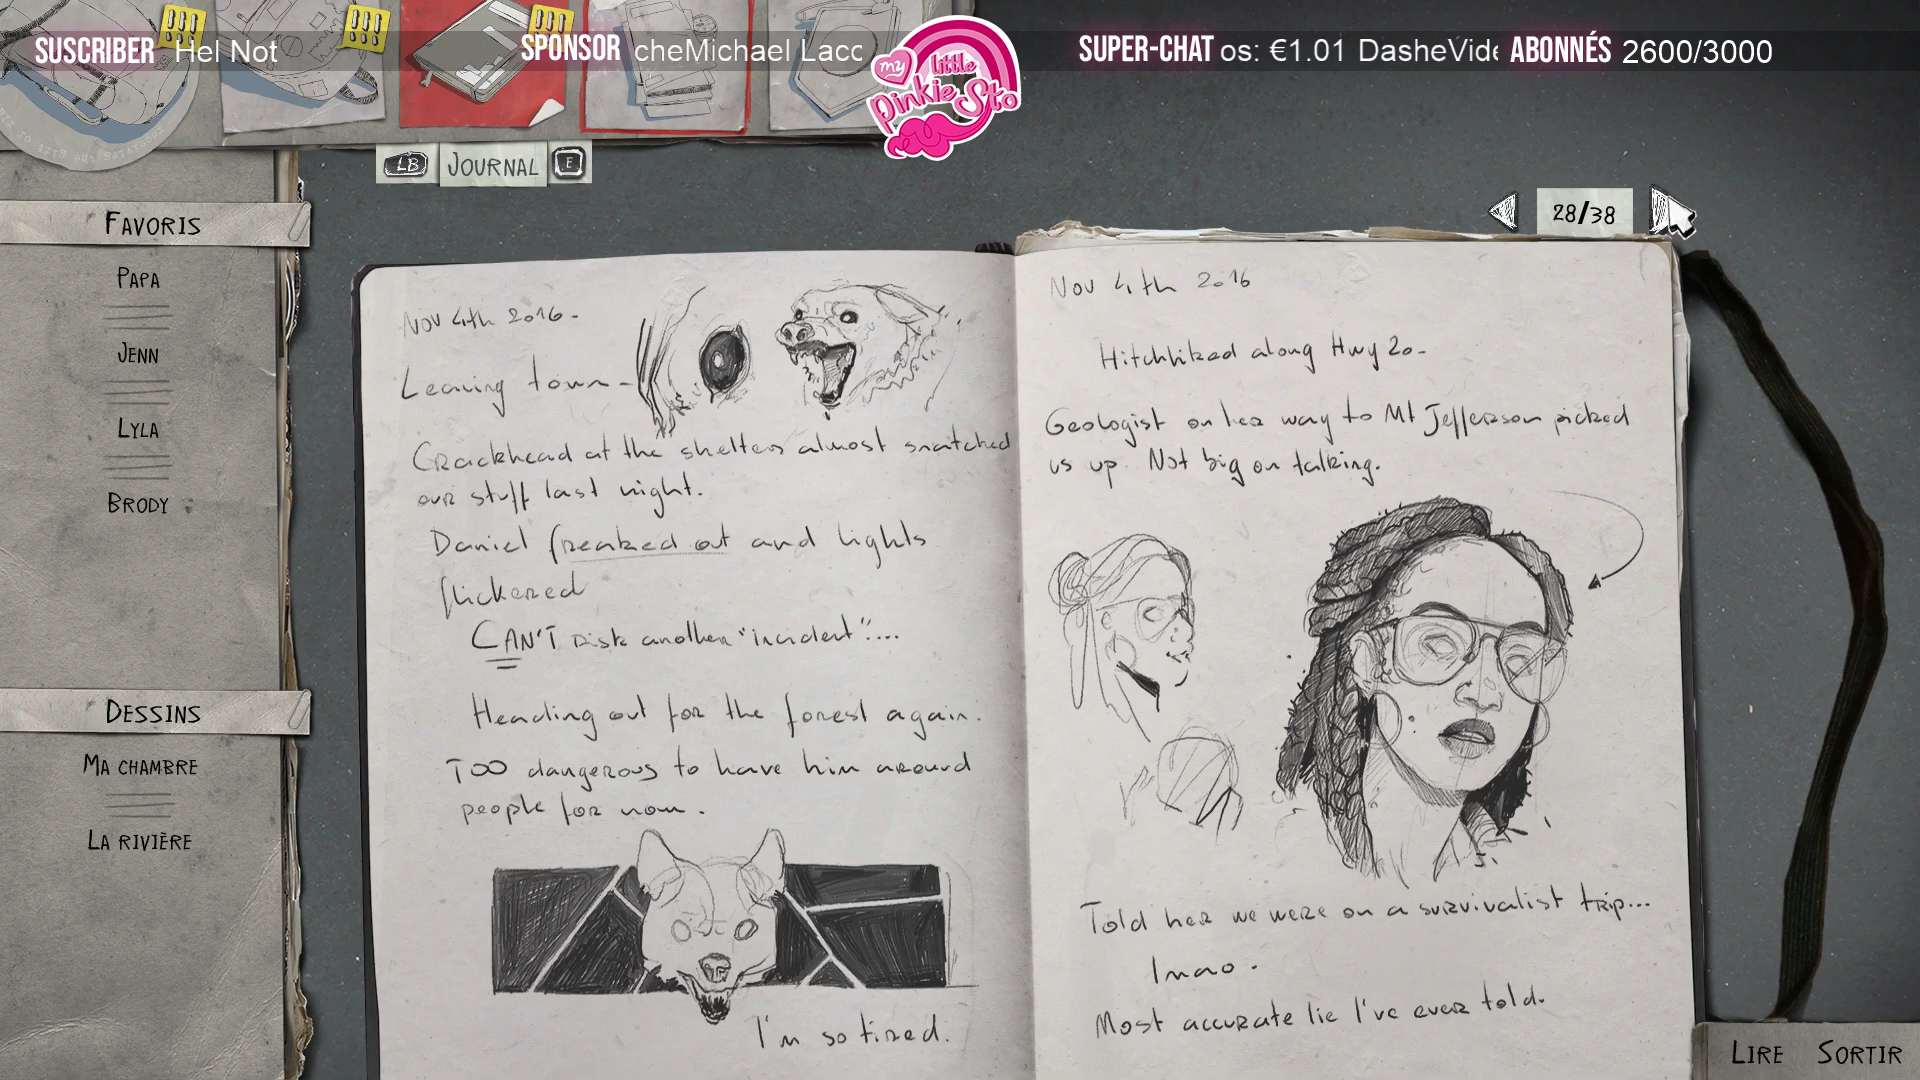 SUSCRIBER Hel Not SPONSOR cheMichael Lacc SUPER-CHAT os: €1.01 DasheVide ABONNÉS 2600/3000
my little Pinkie Sto
LB JOURNAL E
28/38
FAVORIS
PAPA
JENN
LYLA
BRODY
DESSINS
MA CHAMBRE
LA RIVIÈRE
Nov 4th 2016-
Leaving town-
Crackhead at the shelters almost snatched
our stuff last night.
Daniel freaked out and lights
flickered
CAN'T risk another "incident"...
Heading out for the forest again.
TOO dangerous to have him around
people for now.
I'm so tired.
Nov 4th 2016
Hitchhiked along Hwy 20-
Geologist on her way to Mt Jefferson picked
us up. Not big on talking.
Told her we were on a survivalist trip...
lmao.
Most accurate lie I've ever told.
LIRE SORTIR